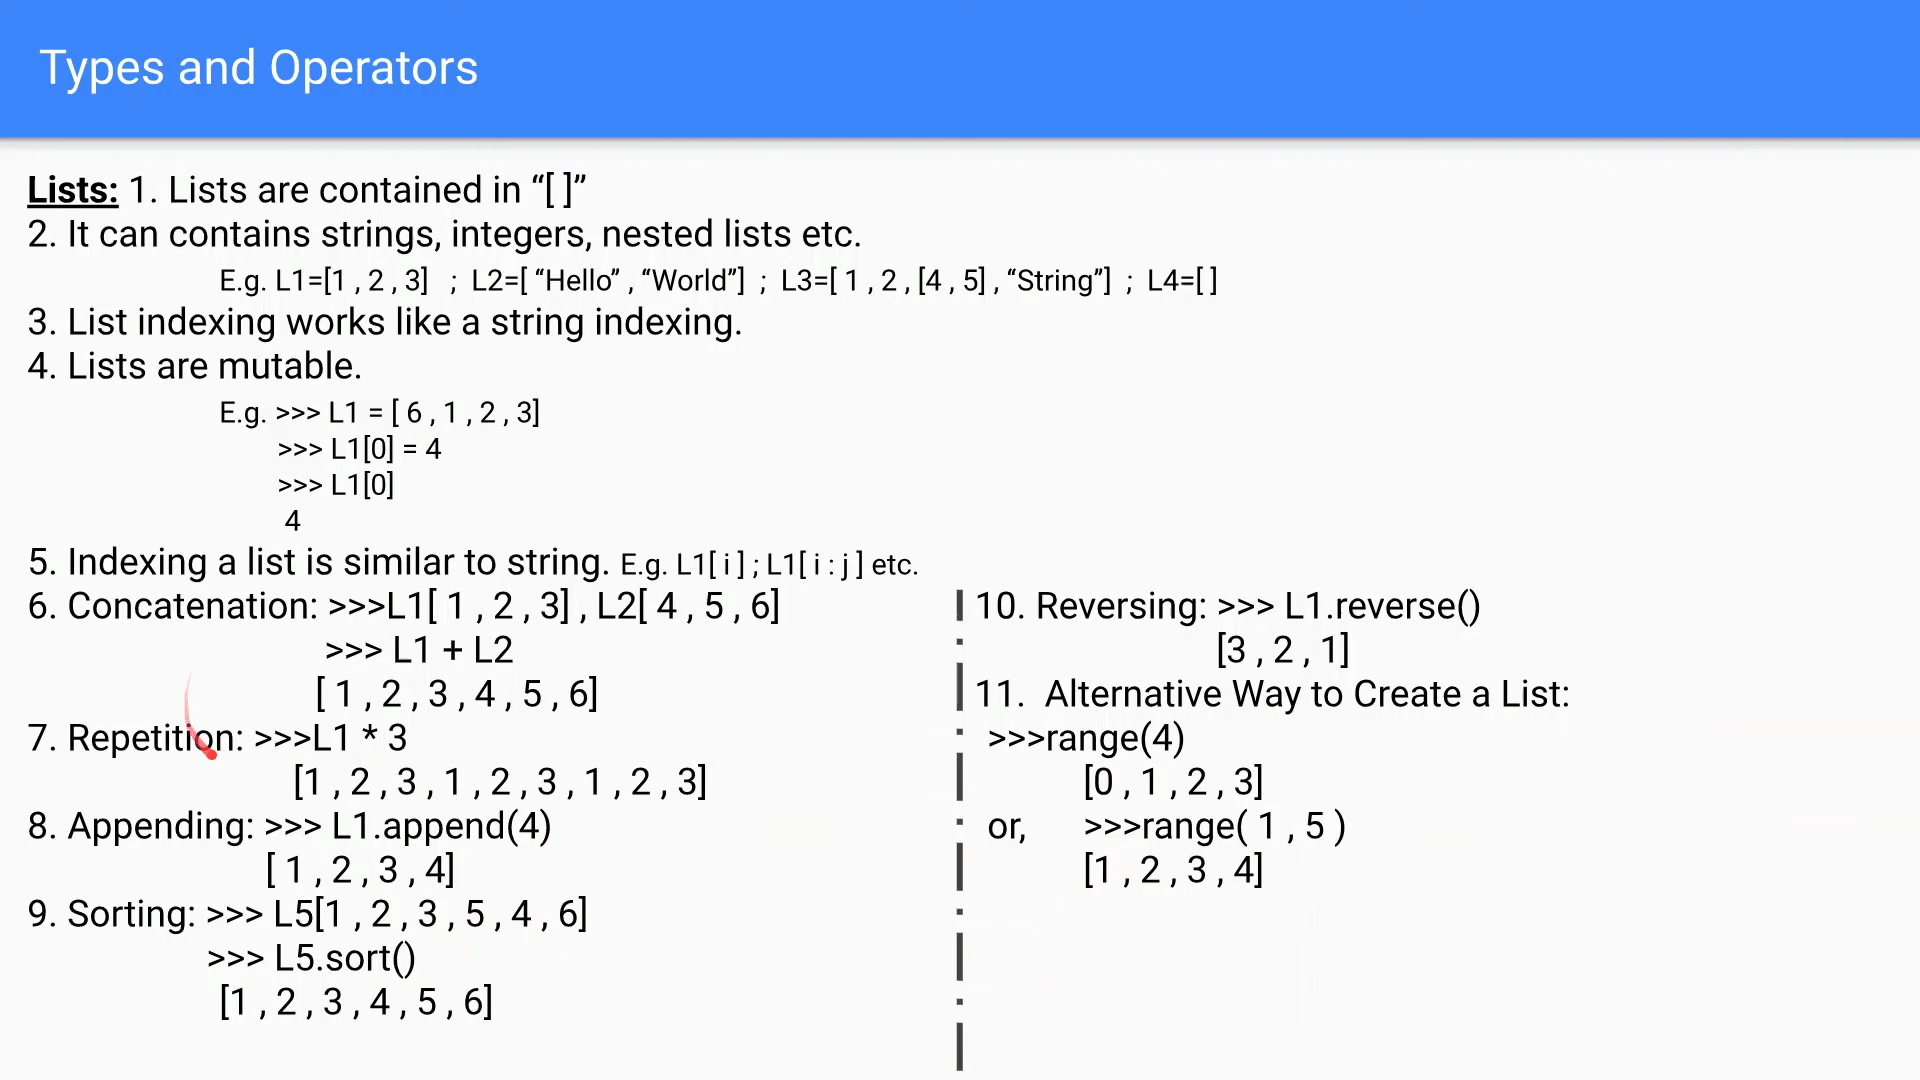 Types and Operators
Lists: 1. Lists are contained in “[ ]”
2. It can contains strings, integers, nested lists etc.
E.g. L1=[1 , 2 , 3] ; L2=[ “Hello” , “World”] ; L3=[ 1 , 2 , [4 , 5] , “String”] ; L4=[ ]
3. List indexing works like a string indexing.
4. Lists are mutable.
E.g. >>> L1 = [ 6 , 1 , 2 , 3]
>>> L1[0] = 4
>>> L1[0]
4
5. Indexing a list is similar to string. E.g. L1[ i ] ; L1[ i : j ] etc.
6. Concatenation: >>>L1[ 1 , 2 , 3] , L2[ 4 , 5 , 6]
>>> L1 + L2
[ 1 , 2 , 3 , 4 , 5 , 6]
7. Repetition: >>>L1 * 3
[1 , 2 , 3 , 1 , 2 , 3 , 1 , 2 , 3]
8. Appending: >>> L1.append(4)
[ 1 , 2 , 3 , 4]
9. Sorting: >>> L5[1 , 2 , 3 , 5 , 4 , 6]
>>> L5.sort()
[1 , 2 , 3 , 4 , 5 , 6]
10. Reversing: >>> L1.reverse()
[3 , 2 , 1]
11. Alternative Way to Create a List:
>>>range(4)
[0 , 1 , 2 , 3]
or, >>>range( 1 , 5 )
[1 , 2 , 3 , 4]